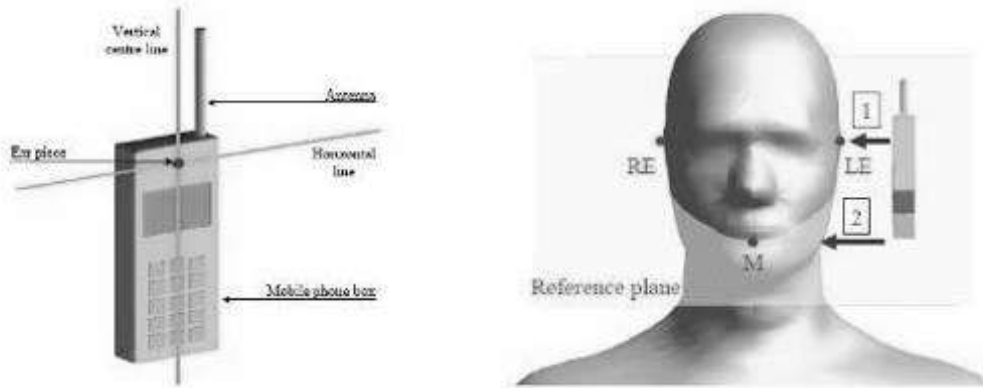 Vertical
centre line
Antenna
Ear piece
Horizontal
line
Mobile phone box
1
RE
LE
2
M
Reference plane